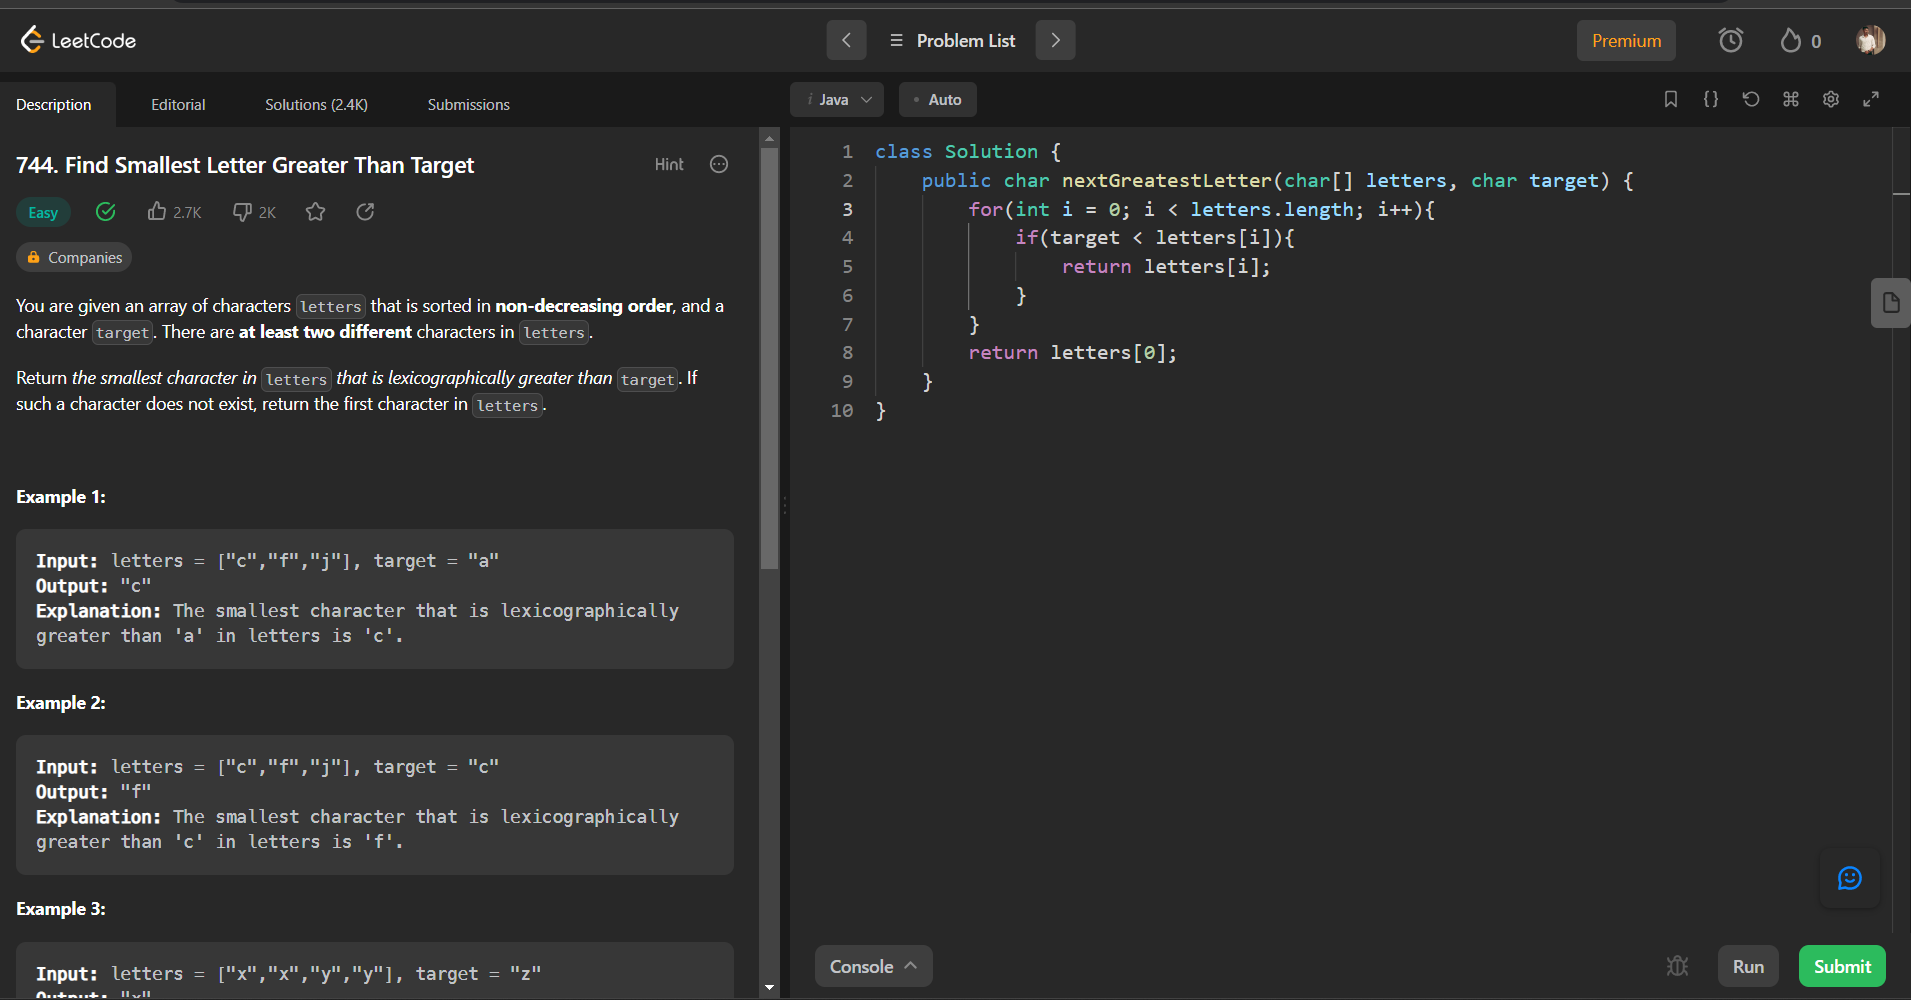 LeetCode
Problem List
Premium
0
Description
Editorial
Solutions (2.4K)
Submissions
i Java
• Auto
744. Find Smallest Letter Greater Than Target
Hint
Easy
2.7K
2K
Companies
You are given an array of characters letters that is sorted in non-decreasing order, and a
character target. There are at least two different characters in letters.
Return the smallest character in letters that is lexicographically greater than target. If
such a character does not exist, return the first character in letters.
Example 1:
Input: letters = ["c","f","j"], target = "a"
Output: "c"
Explanation: The smallest character that is lexicographically
greater than 'a' in letters is 'c'.
Example 2:
Input: letters = ["c","f","j"], target = "c"
Output: "f"
Explanation: The smallest character that is lexicographically
greater than 'c' in letters is 'f'.
Example 3:
Input: letters = ["x","x","y","y"], target = "z"
Output: "x"
1 class Solution {
2 public char nextGreatestLetter(char[] letters, char target) {
3 for(int i = 0; i < letters.length; i++){
4 if(target < letters[i]){
5 return letters[i];
6 }
7 }
8 return letters[0];
9 }
10 }
Console
Run
Submit